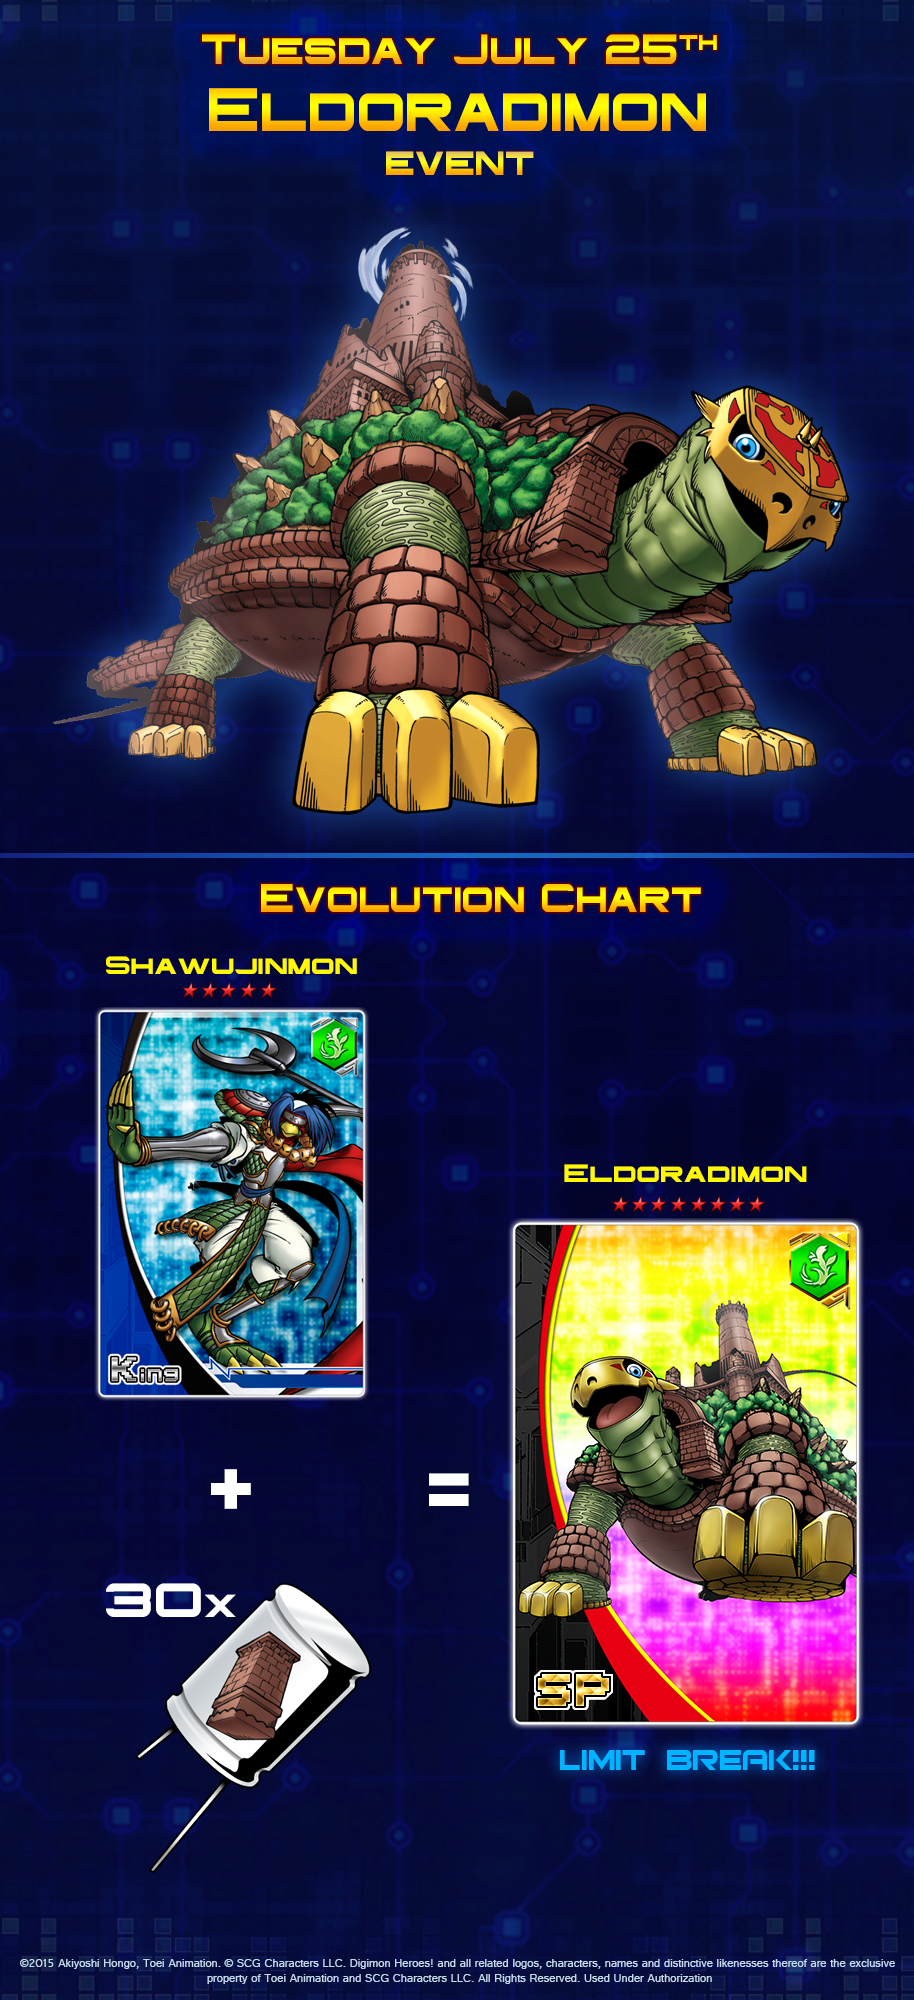 Tuesday July 25th
Eldoradimon
event
Evolution Chart
Shawujinmon
King
+
30x
=
Eldoradimon
SP
LIMIT BREAK!!!
©2015 Akiyoshi Hongo, Toei Animation. © SCG Characters LLC. Digimon Heroes! and all related logos, characters, names and distinctive likenesses thereof are the exclusive
property of Toei Animation and SCG Characters LLC. All Rights Reserved. Used Under Authorization